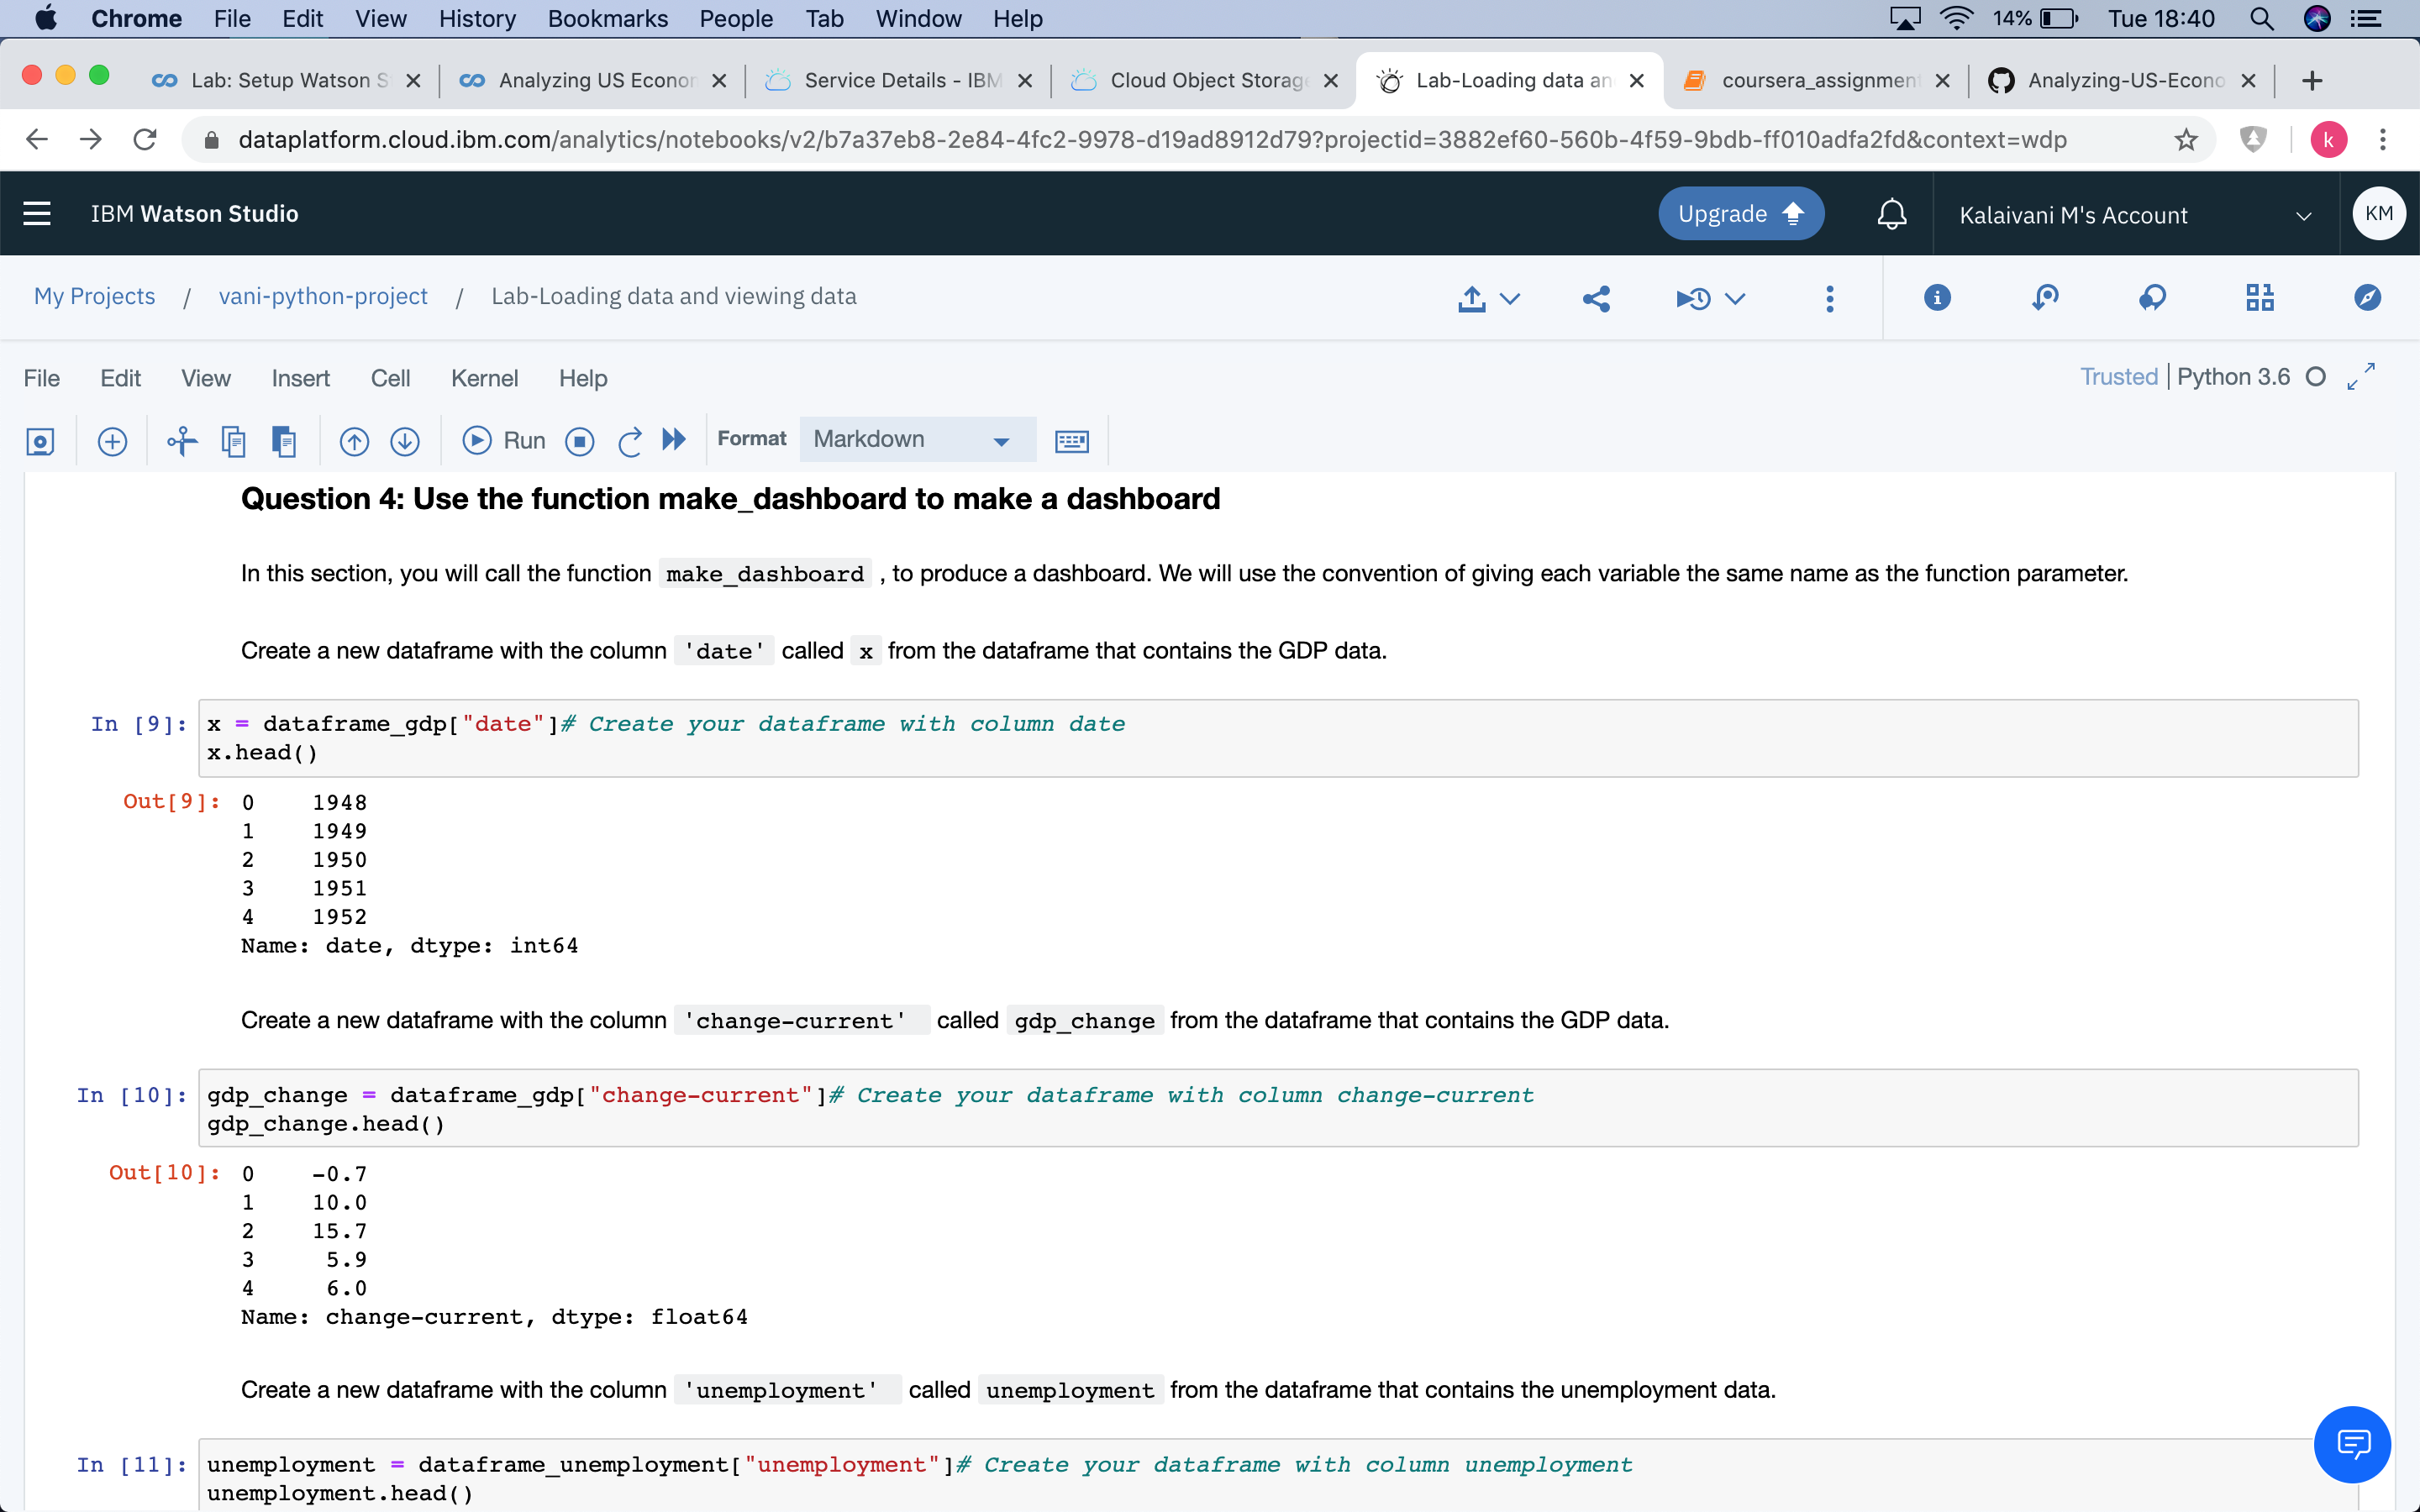 Chrome File Edit View History Bookmarks People Tab Window Help 14% Tue 18:40
Lab: Setup Watson S Analyzing US Econor Service Details - IBM Cloud Object Storage Lab-Loading data an coursera_assignment Analyzing-US-Econo
dataplatform.cloud.ibm.com/analytics/notebooks/v2/b7a37eb8-2e84-4fc2-9978-d19ad8912d79?projectid=3882ef60-560b-4f59-9bdb-ff010adfa2fd&context=wdp k
IBM Watson Studio Upgrade Kalaivani M's Account KM
My Projects / vani-python-project / Lab-Loading data and viewing data
File Edit View Insert Cell Kernel Help Trusted | Python 3.6
Run Format Markdown
Question 4: Use the function make_dashboard to make a dashboard
In this section, you will call the function make_dashboard , to produce a dashboard. We will use the convention of giving each variable the same name as the function parameter.
Create a new dataframe with the column 'date' called x from the dataframe that contains the GDP data.
In [9]: x = dataframe_gdp["date"]# Create your dataframe with column date
x.head()
Out[9]: 0 1948
1 1949
2 1950
3 1951
4 1952
Name: date, dtype: int64
Create a new dataframe with the column 'change-current' called gdp_change from the dataframe that contains the GDP data.
In [10]: gdp_change = dataframe_gdp["change-current"]# Create your dataframe with column change-current
gdp_change.head()
Out[10]: 0 -0.7
1 10.0
2 15.7
3 5.9
4 6.0
Name: change-current, dtype: float64
Create a new dataframe with the column 'unemployment' called unemployment from the dataframe that contains the unemployment data.
In [11]: unemployment = dataframe_unemployment["unemployment"]# Create your dataframe with column unemployment
unemployment.head()